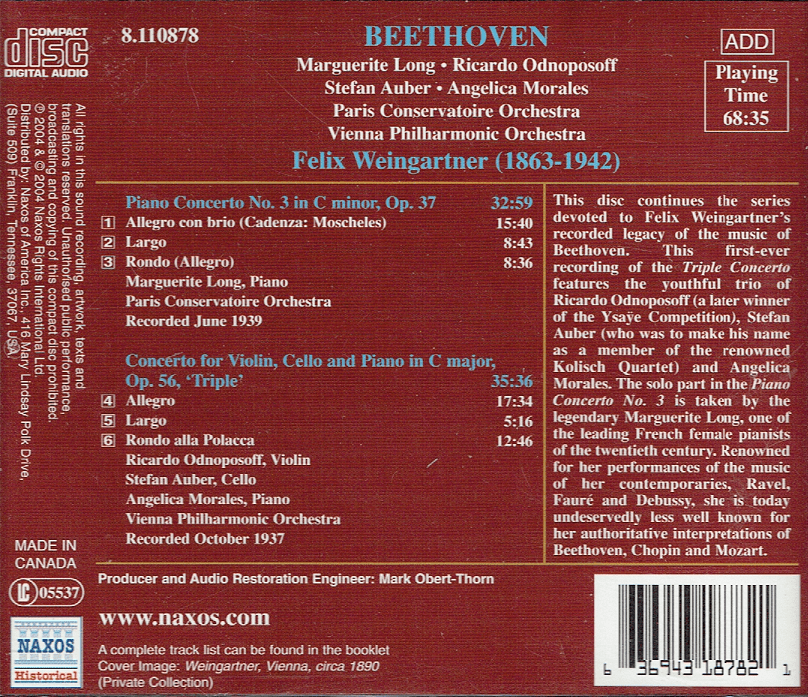 COMPACT
disc
DIGITAL AUDIO
8.110878
BEETHOVEN
Marguerite Long • Ricardo Odnoposoff
Stefan Auber • Angelica Morales
Paris Conservatoire Orchestra
Vienna Philharmonic Orchestra
Felix Weingartner (1863-1942)
ADD
Playing
Time
68:35
Piano Concerto No. 3 in C minor, Op. 37 32:59
1 Allegro con brio (Cadenza: Moscheles) 15:40
2 Largo 8:43
3 Rondo (Allegro) 8:36
Marguerite Long, Piano
Paris Conservatoire Orchestra
Recorded June 1939
Concerto for Violin, Cello and Piano in C major,
Op. 56, ‘Triple’ 35:36
4 Allegro 17:34
5 Largo 5:16
6 Rondo alla Polacca 12:46
Ricardo Odnoposoff, Violin
Stefan Auber, Cello
Angelica Morales, Piano
Vienna Philharmonic Orchestra
Recorded October 1937
This disc continues the series
devoted to Felix Weingartner’s
recorded legacy of the music of
Beethoven. This first-ever
recording of the Triple Concerto
features the youthful trio of
Ricardo Odnoposoff (a later winner
of the Ysaÿe Competition), Stefan
Auber (who was to make his name
as a member of the renowned
Kolisch Quartet) and Angelica
Morales. The solo part in the Piano
Concerto No. 3 is taken by the
legendary Marguerite Long, one of
the leading French female pianists
of the twentieth century. Renowned
for her performances of the music
of her contemporaries, Ravel,
Fauré and Debussy, she is today
undeservedly less well known for
her authoritative interpretations of
Beethoven, Chopin and Mozart.
All rights in this sound recording, artwork, texts and
translations reserved. Unauthorised public performance,
broadcasting and copying of this compact disc prohibited.
℗ 2004 & © 2004 Naxos Rights International Ltd.
Distributed by: Naxos of America Inc., 416 Mary Lindsay Polk Drive,
(Suite 509) Franklin, Tennessee, 37067, USA)
MADE IN
CANADA
LC 05537
NAXOS
Historical
Producer and Audio Restoration Engineer: Mark Obert-Thorn
www.naxos.com
A complete track list can be found in the booklet
Cover Image: Weingartner, Vienna, circa 1890
(Private Collection)
6 36943 18782 1